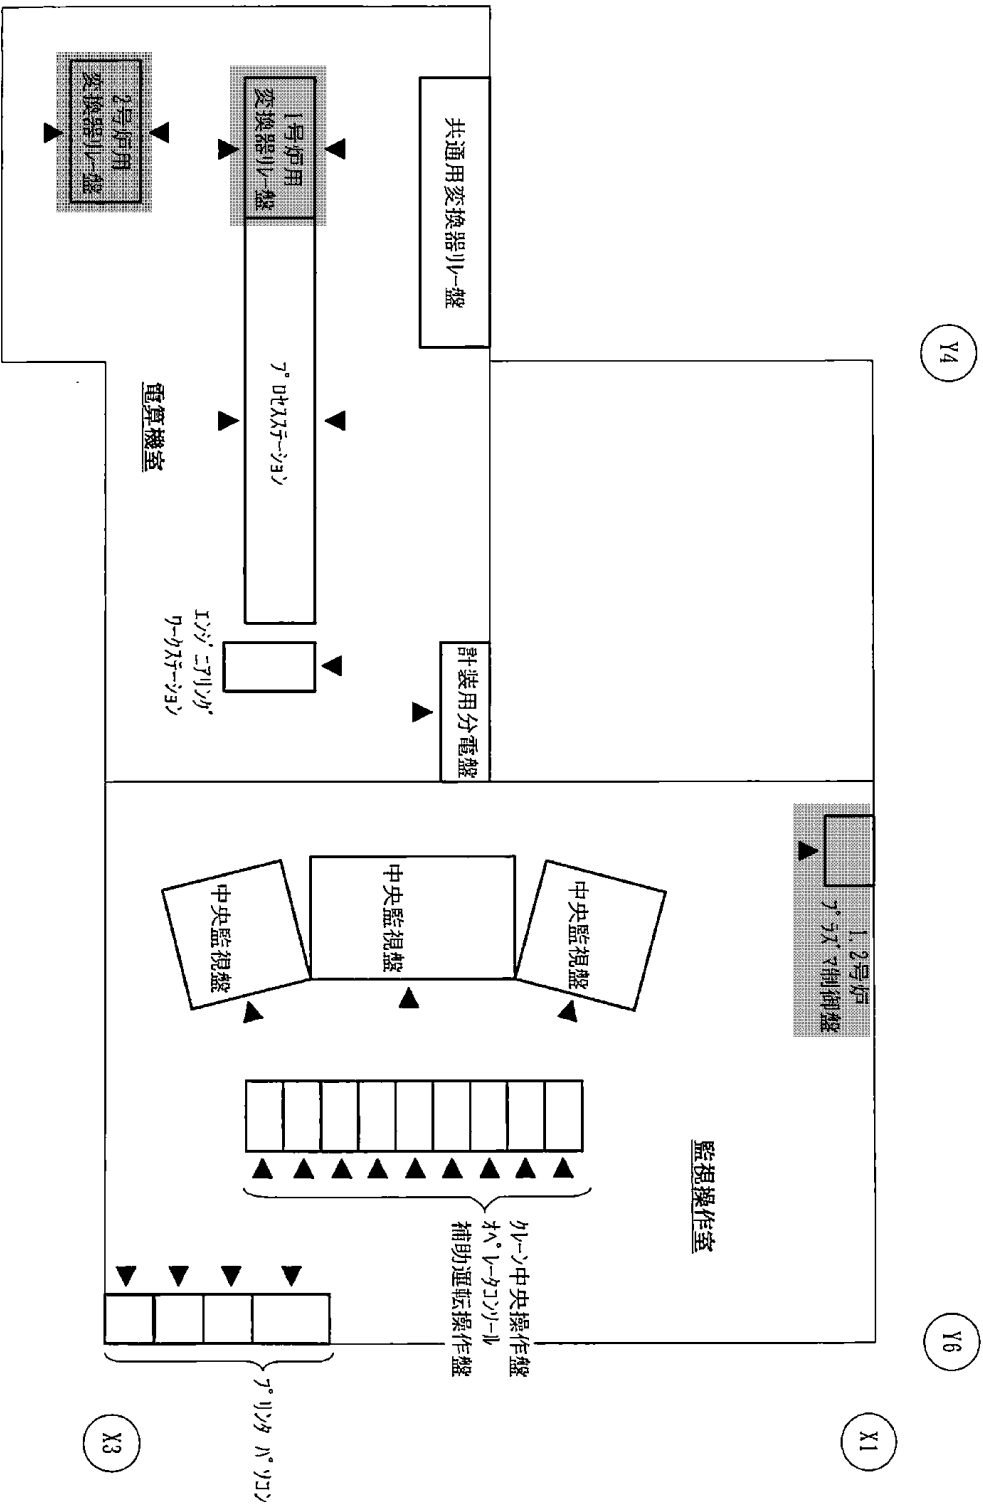 Y4
Y6
X1
X3
電算機室
監視操作室
2号炉用
変換器ﾘﾚｰ盤
1号炉用
変換器ﾘﾚｰ盤
共通用変換器ﾘﾚｰ盤
ﾌﾟﾛｾｽｽﾃｰｼｮﾝ
ｴﾝｼﾞﾆｱﾘﾝｸﾞ
ﾜｰｸｽﾃｰｼｮﾝ
計装用分電盤
1,2号炉
ﾌﾟﾗｽﾞﾏ制御盤
中央監視盤
中央監視盤
中央監視盤
ｸﾚｰﾝ中央操作盤
ｵﾍﾟﾚｰﾀｺﾝｿｰﾙ
補助運転操作盤
ﾌﾟﾘﾝﾀ ﾊﾟｿｺﾝ